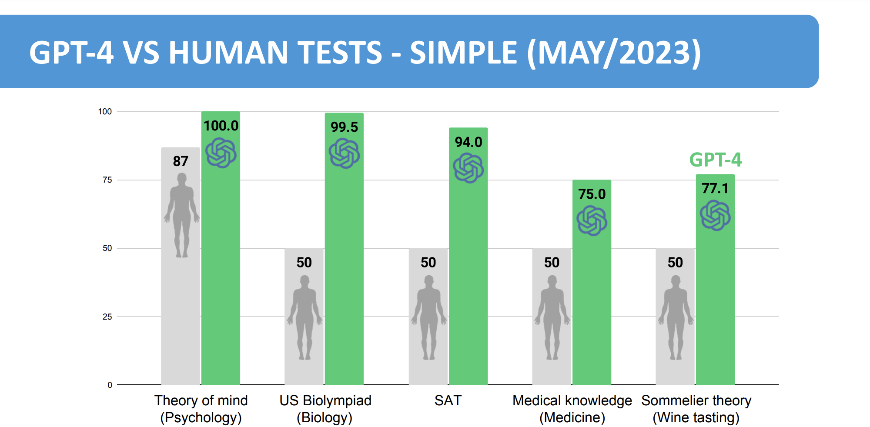 GPT-4 VS HUMAN TESTS - SIMPLE (MAY/2023)
100
75
50
25
0
87
100.0
50
99.5
50
94.0
50
75.0
GPT-4
50
77.1
Theory of mind
(Psychology)
US Biolympiad
(Biology)
SAT
Medical knowledge
(Medicine)
Sommelier theory
(Wine tasting)